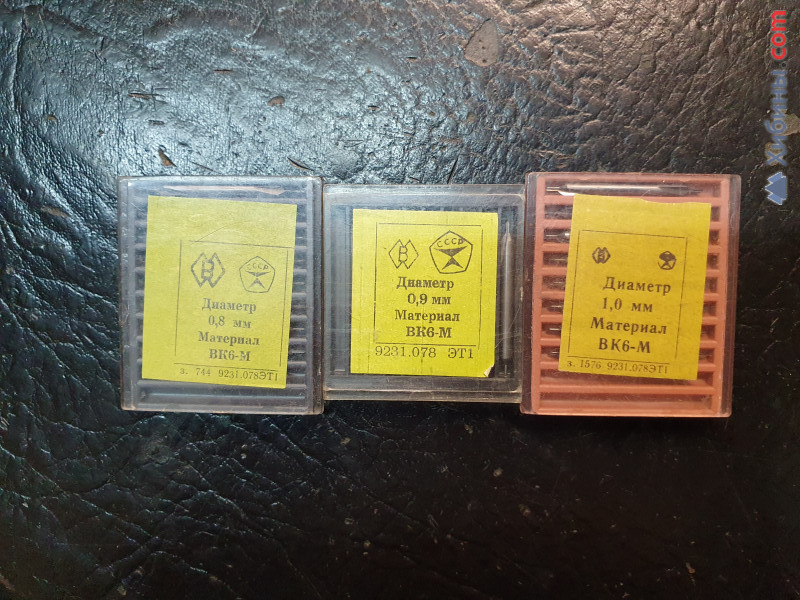 Хибины.com
СССР
Диаметр
0,8 мм
Материал
ВК6-М
з. 744 9231.078ЭТ1
СССР
Диаметр
0,9 мм
Материал
ВК6-М
9231.078 ЭТ1
Диаметр
1,0 мм
Материал
ВК6-М
з. 1576 9231.078ЭТ1